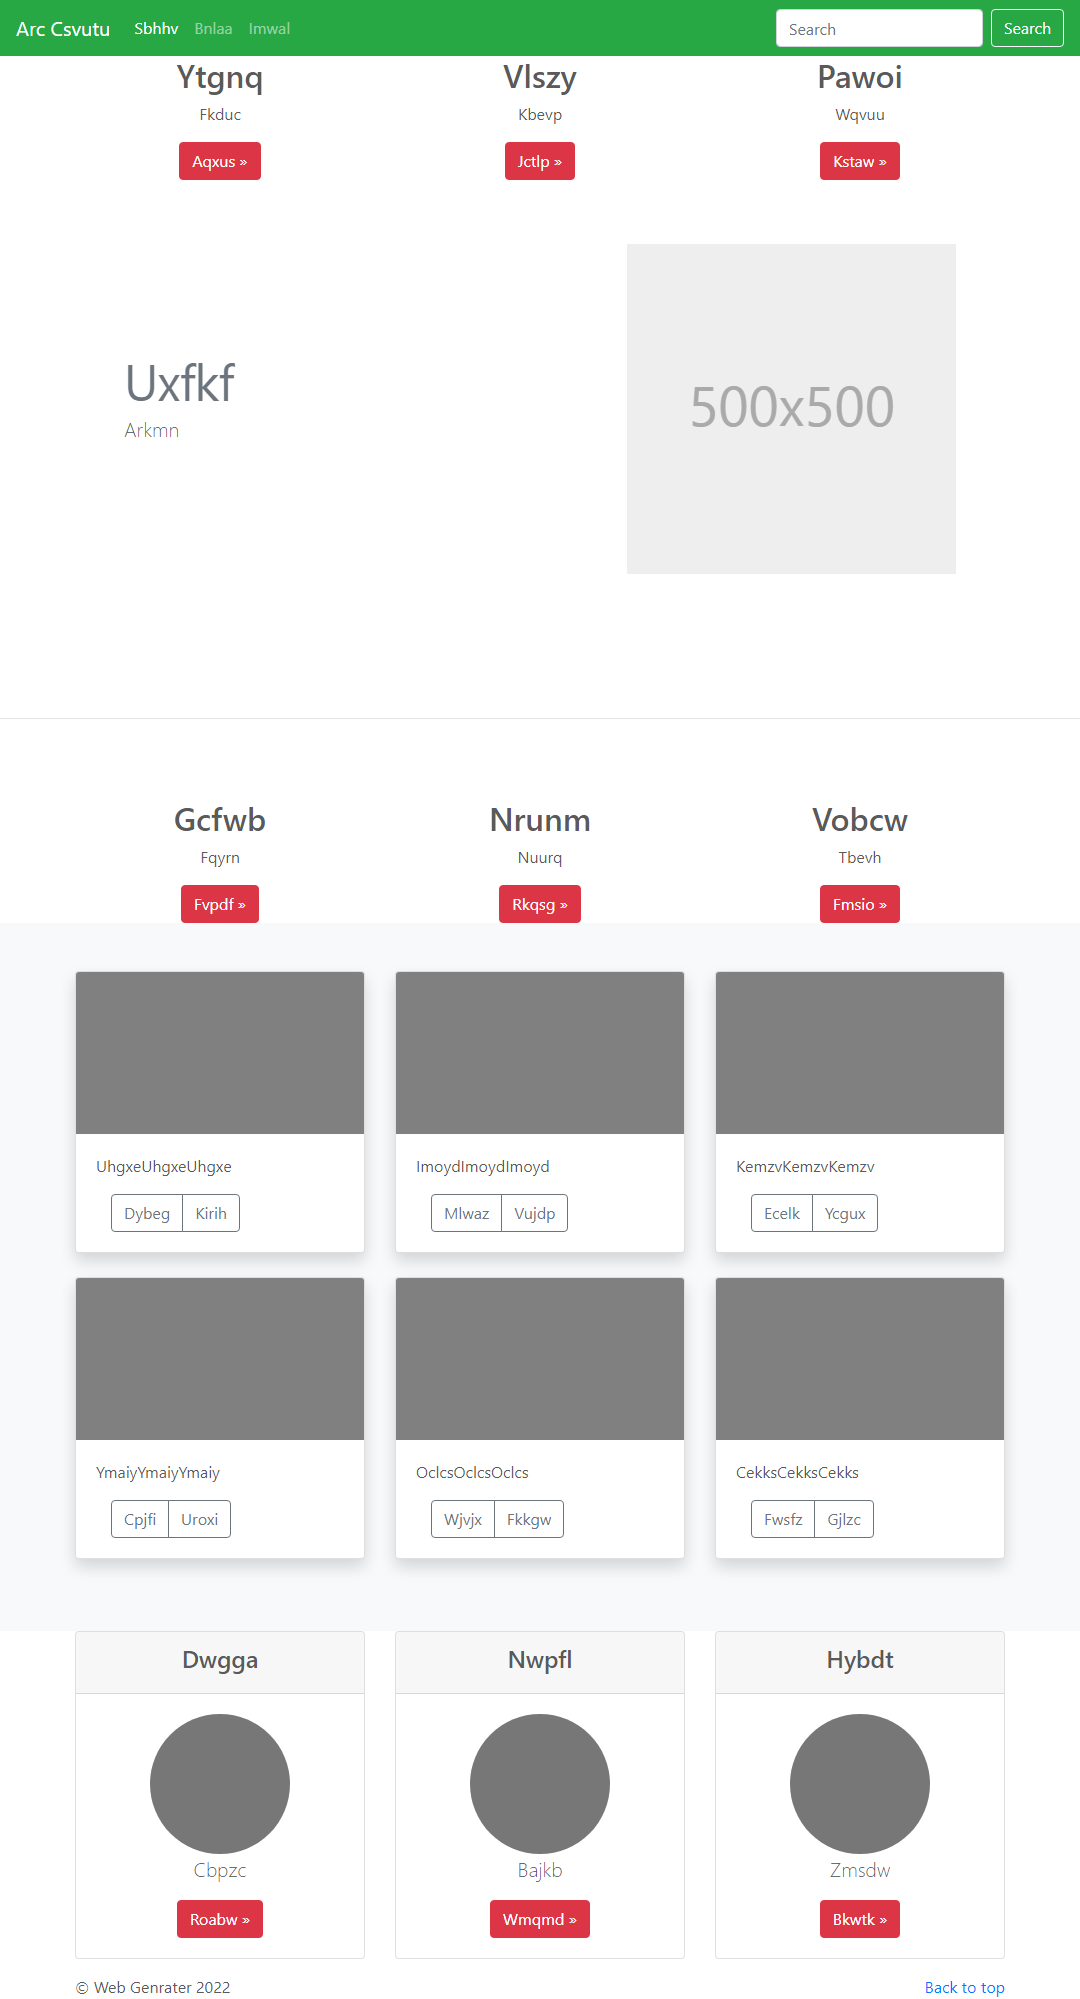 Arc Csvutu Sbhhv Bnlaa Imwal Search Search
Ytgnq Vlszy Pawoi
Fkduc Kbevp Wqvuu
Aqxus » Jctlp » Kstaw »
Uxfkf
Arkmn
500x500
Gcfwb Nrunm Vobcw
Fqyrn Nuurq Tbevh
Fvpdf » Rkqsg » Fmsio »
UhgxeUhgxeUhgxe ImoydImoydImoyd KemzvKemzvKemzv
Dybeg Kirih Mlwaz Vujdp Ecelk Ycgux
YmaiyYmaiyYmaiy OclcsOclcsOclcs CekksCekksCekks
Cpjfi Uroxi Wjvjx Fkkgw Fwsfz Gjlzc
Dwgga Nwpfl Hybdt
Cbpzc Bajkb Zmsdw
Roabw » Wmqmd » Bkwtk »
© Web Genrater 2022 Back to top